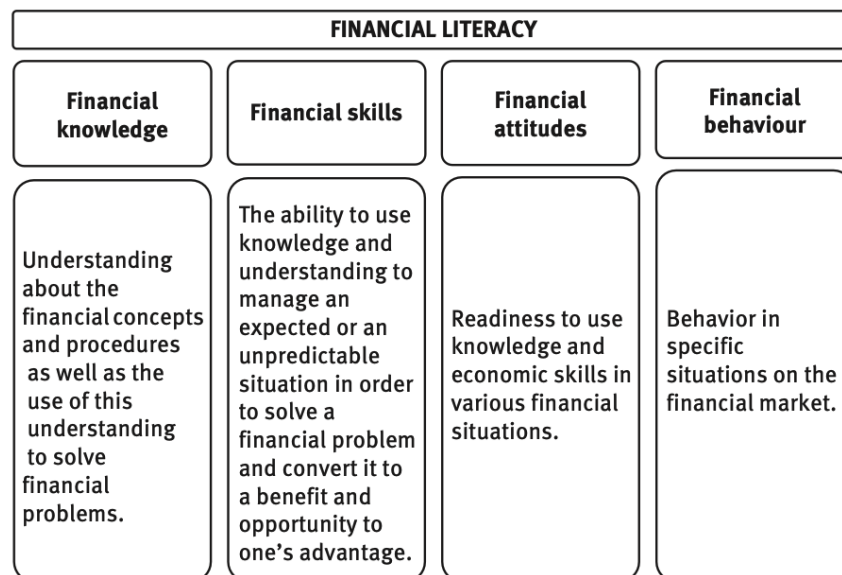 FINANCIAL LITERACY
Financial
knowledge
Financial skills
Financial
attitudes
Financial
behaviour
Understanding
about the
financial concepts
and procedures
as well as the
use of this
understanding
to solve
financial
problems.
The ability to use
knowledge and
understanding to
manage an
expected or an
unpredictable
situation in order
to solve a
financial problem
and convert it to
a benefit and
opportunity to
one’s advantage.
Readiness to use
knowledge and
economic skills in
various financial
situations.
Behavior in
specific
situations on the
financial market.